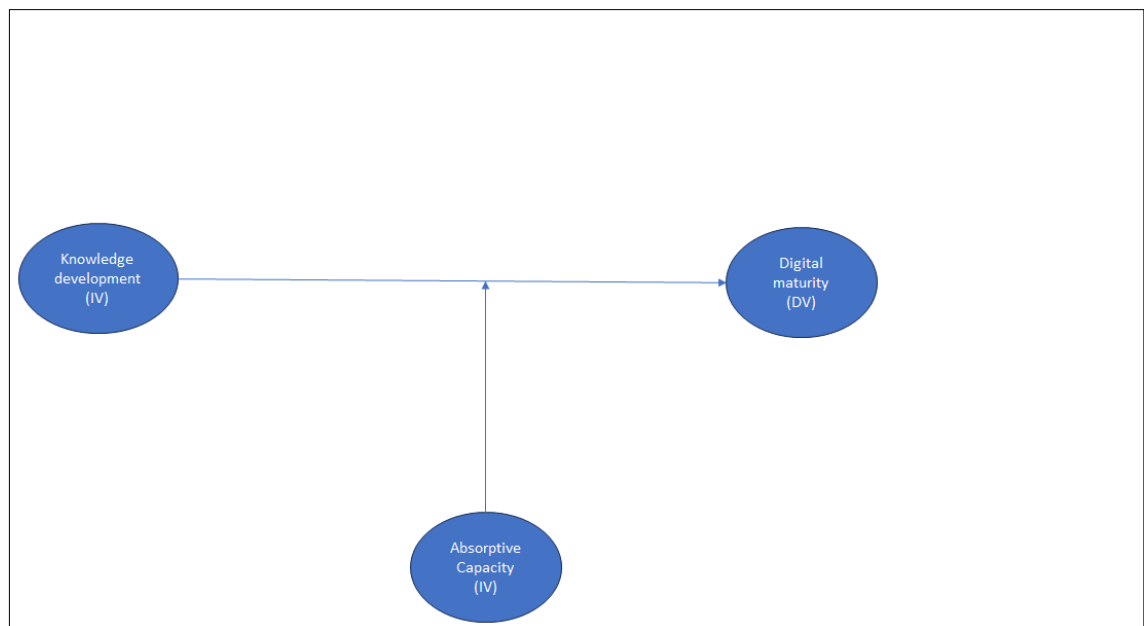 Knowledge
development
(IV)
Digital
maturity
(DV)
Absorptive
Capacity
(IV)